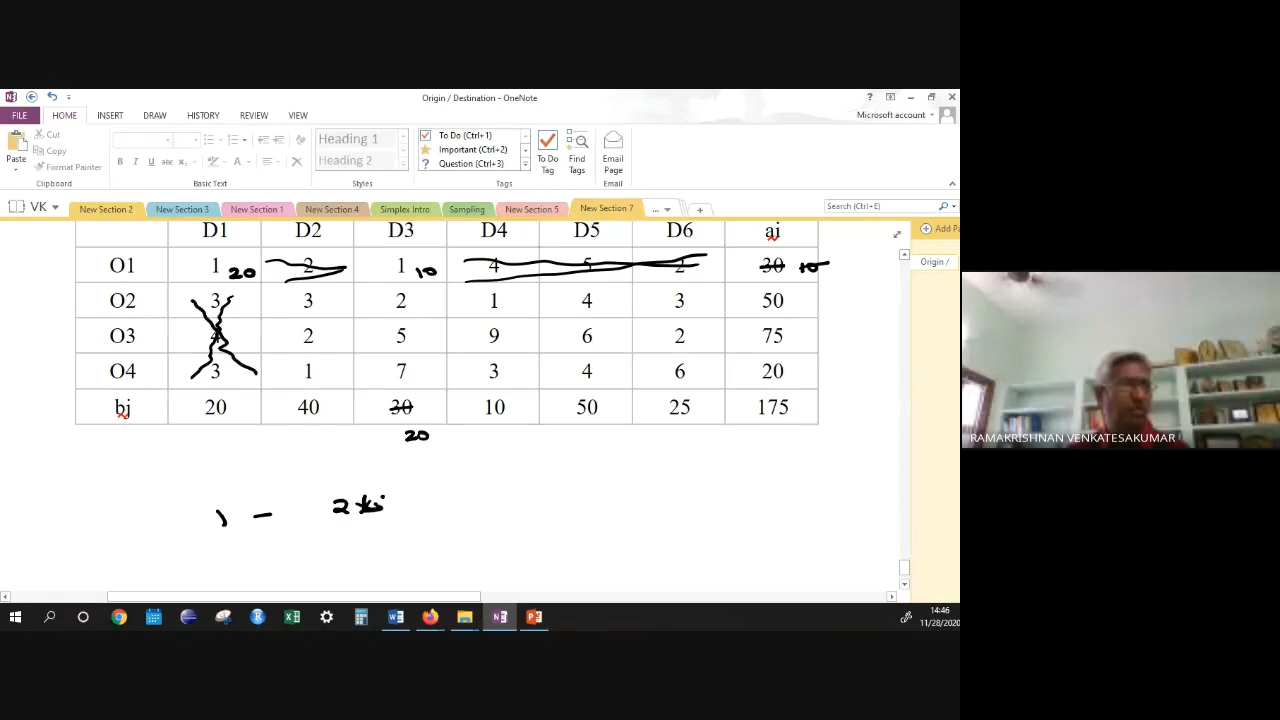 Origin / Destination - OneNote
FILE HOME INSERT DRAW HISTORY REVIEW VIEW Microsoft account
Cut
Paste Copy
Format Painter
Heading 1
Heading 2
To Do (Ctrl+1)
Important (Ctrl+2)
Question (Ctrl+3)
To Do Tag
Find Tags
Email Page
Clipboard Basic Text Styles Tags Email
VK New Section 2 New Section 3 New Section 1 New Section 4 Simplex Intro Sampling New Section 5 New Section 7 ... Search (Ctrl+E)
Add Pa
Origin /
D1 D2 D3 D4 D5 D6 ai
O1 1 20 2 1 10 4 5 2 30 10
O2 3 3 2 1 4 3 50
O3 4 2 5 9 6 2 75
O4 3 1 7 3 4 6 20
bj 20 40 30 10 50 25 175
20
1 - 2
14:46
11/28/2020
RAMAKRISHNAN VENKATESAKUMAR